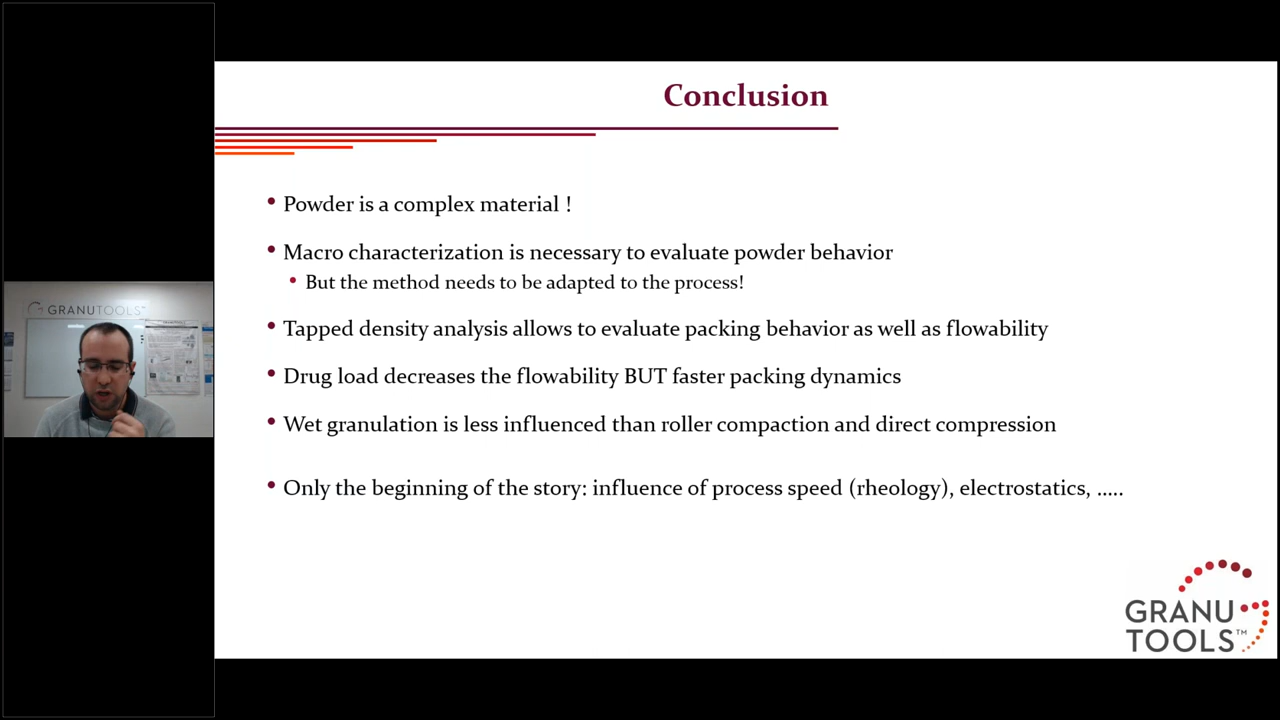 Conclusion
• Powder is a complex material !
• Macro characterization is necessary to evaluate powder behavior
• But the method needs to be adapted to the process!
• Tapped density analysis allows to evaluate packing behavior as well as flowability
• Drug load decreases the flowability BUT faster packing dynamics
• Wet granulation is less influenced than roller compaction and direct compression
• Only the beginning of the story: influence of process speed (rheology), electrostatics, .....
GRANUTOOLS™
GRANU
TOOLS™